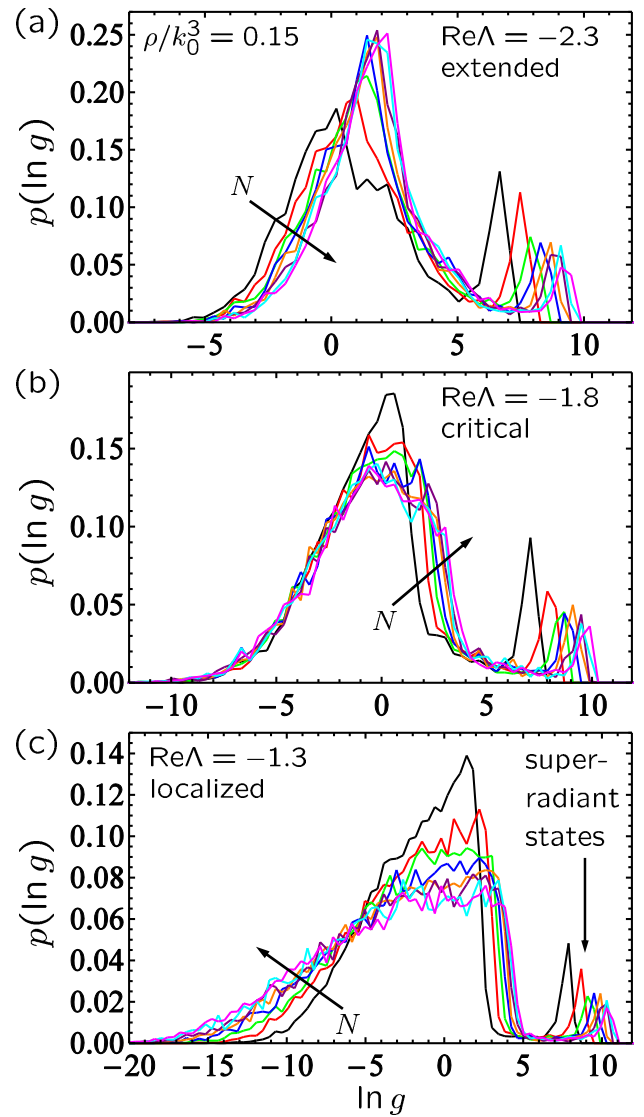 (a)
ρ/k₀³ = 0.15
ReΛ = −2.3
extended
p(ln g)
0.25
0.20
0.15
0.10
0.05
0.00
N
−5 0 5 10
(b)
ReΛ = −1.8
critical
p(ln g)
0.15
0.10
0.05
0.00
N
−10 −5 0 5 10
(c)
ReΛ = −1.3
localized
super-
radiant
states
p(ln g)
0.14
0.12
0.10
0.08
0.06
0.04
0.02
0.00
N
−20 −15 −10 −5 0 5 10
ln g